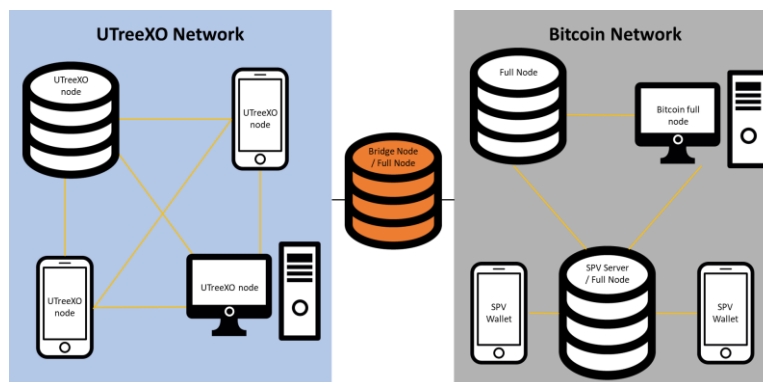 UTreeXO Network
UTreeXO
node
UTreeXO
node
UTreeXO
node
UTreeXO node
Bridge Node
/ Full Node
Bitcoin Network
Full Node
Bitcoin full
node
SPV Server
/ Full Node
SPV
Wallet
SPV
Wallet